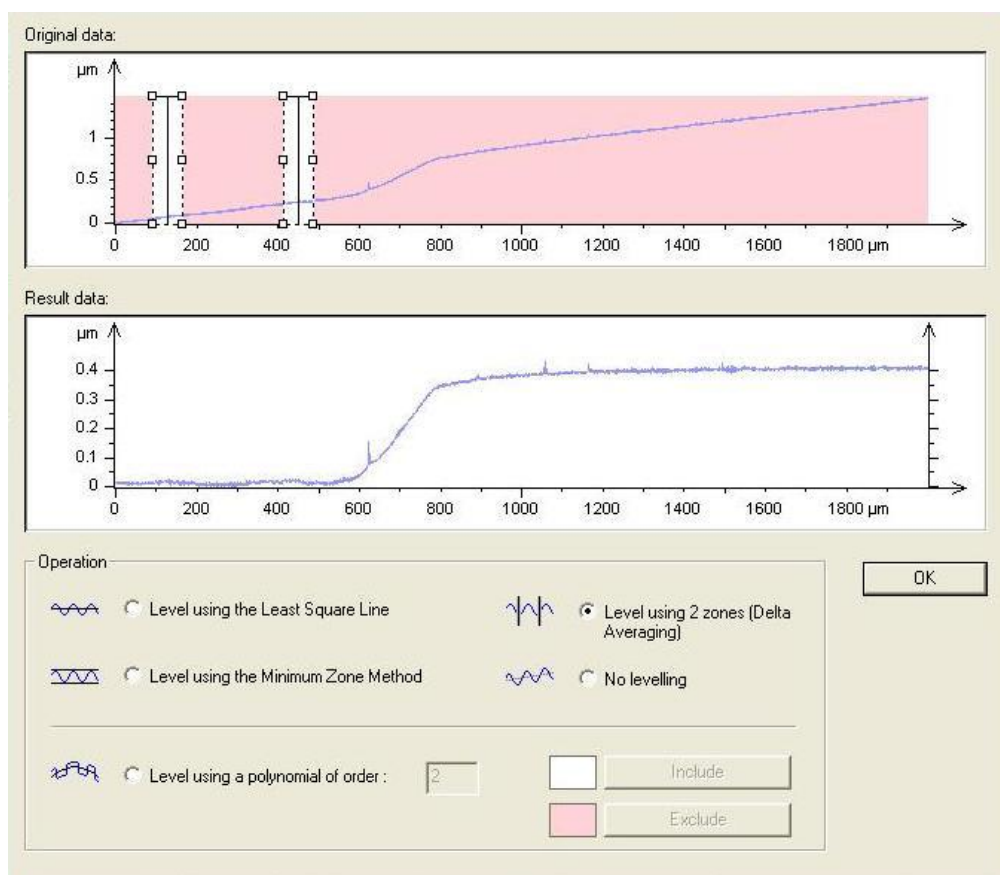 Original data:
µm
1
0.5
0
0 200 400 600 800 1000 1200 1400 1600 1800 µm
Result data:
µm
0.4
0.3
0.2
0.1
0
0 200 400 600 800 1000 1200 1400 1600 1800 µm
Operation
OK
Level using the Least Square Line
Level using 2 zones (Delta
Averaging)
Level using the Minimum Zone Method
No levelling
Level using a polynomial of order :
2
Include
Exclude